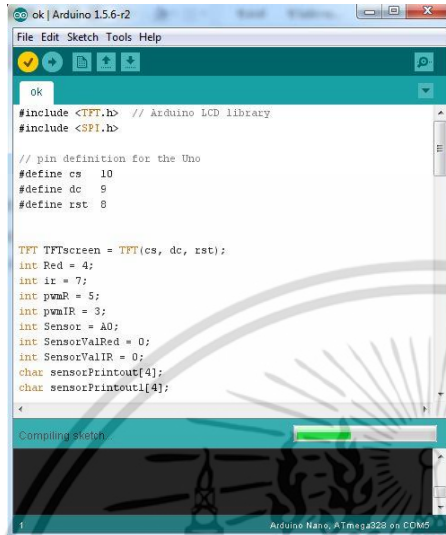 ok | Arduino 1.5.6-r2
File Edit Sketch Tools Help
ok
#include <TFT.h>  // Arduino LCD library
#include <SPI.h>
// pin definition for the Uno
#define cs   10
#define dc   9
#define rst  8
TFT TFTscreen = TFT(cs, dc, rst);
int Red = 4;
int ir = 7;
int pwmR = 5;
int pwmIR = 3;
int Sensor = A0;
int SensorValRed = 0;
int SensorValIR = 0;
char sensorPrintout[4];
char sensorPrintout1[4];
Compiling sketch...
1
Arduino Nano, ATmega328 on COM5